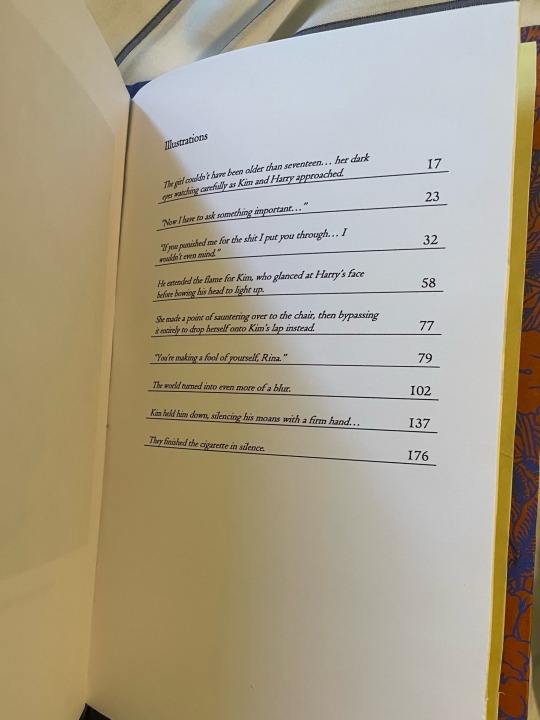 Illustrations
The girl couldn't have been older than seventeen... her dark
eyes watching carefully as Kim and Harry approached. 17
"Now I have to ask something important..." 23
"If you punished me for the shit I put you through... I
wouldn't even mind." 32
He extended the flame for Kim, who glanced at Harry's face
before bowing his head to light up. 58
She made a point of sauntering over to the chair, then bypassing
it entirely to drop herself onto Kim's lap instead. 77
"You're making a fool of yourself, Rina." 79
The world turned into even more of a blur. 102
Kim held him down, silencing his moans with a firm hand... 137
They finished the cigarette in silence. 176